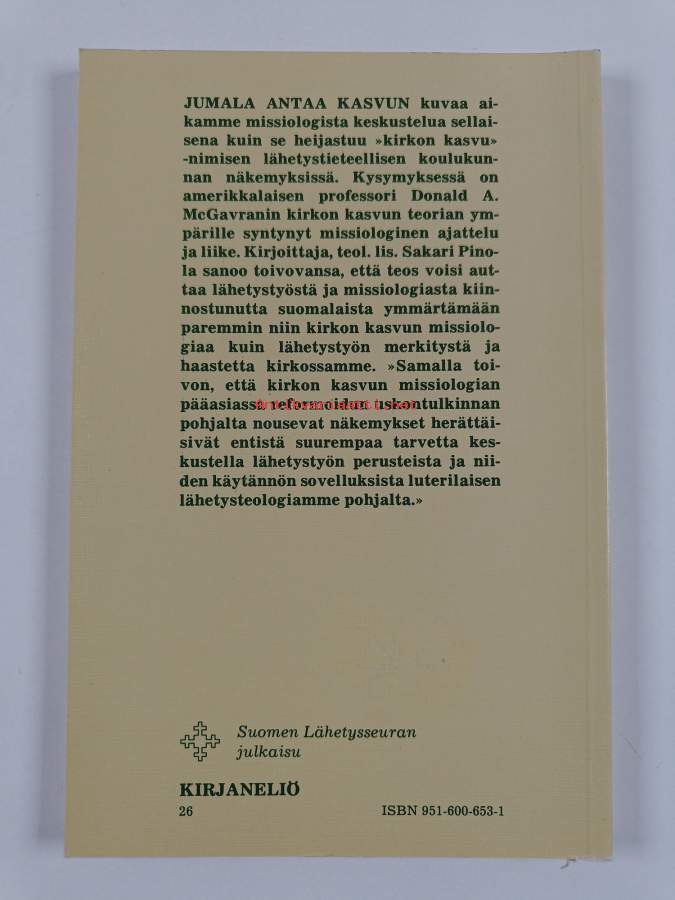 JUMALA ANTAA KASVUN kuvaa ai-
kamme missiologista keskustelua sellai-
sena kuin se heijastuu »kirkon kasvu»
-nimisen lähetystieteellisen koulukun-
nan näkemyksissä. Kysymyksessä on
amerikkalaisen professori Donald A.
McGavranin kirkon kasvun teorian ym-
pärille syntynyt missiologinen ajattelu
ja liike. Kirjoittaja, teol. lis. Sakari Pino-
la sanoo toivovansa, että teos voisi aut-
taa lähetystyöstä ja missiologiasta kiin-
nostunutta suomalaista ymmärtämään
paremmin niin kirkon kasvun missiolo-
giaa kuin lähetystyön merkitystä ja
haastetta kirkossamme. »Samalla toi-
von, että kirkon kasvun missiologian
pääasiassa reformoidun uskontulkinnan
pohjalta nousevat näkemykset herättäi-
sivät entistä suurempaa tarvetta kes-
kustella lähetystyön perusteista ja nii-
den käytännön sovelluksista luterilaisen
lähetysteologiamme pohjalta.»
Antikvariaatti.net
Suomen Lähetysseuran
julkaisu
KIRJANELIÖ
26 ISBN 951-600-653-1